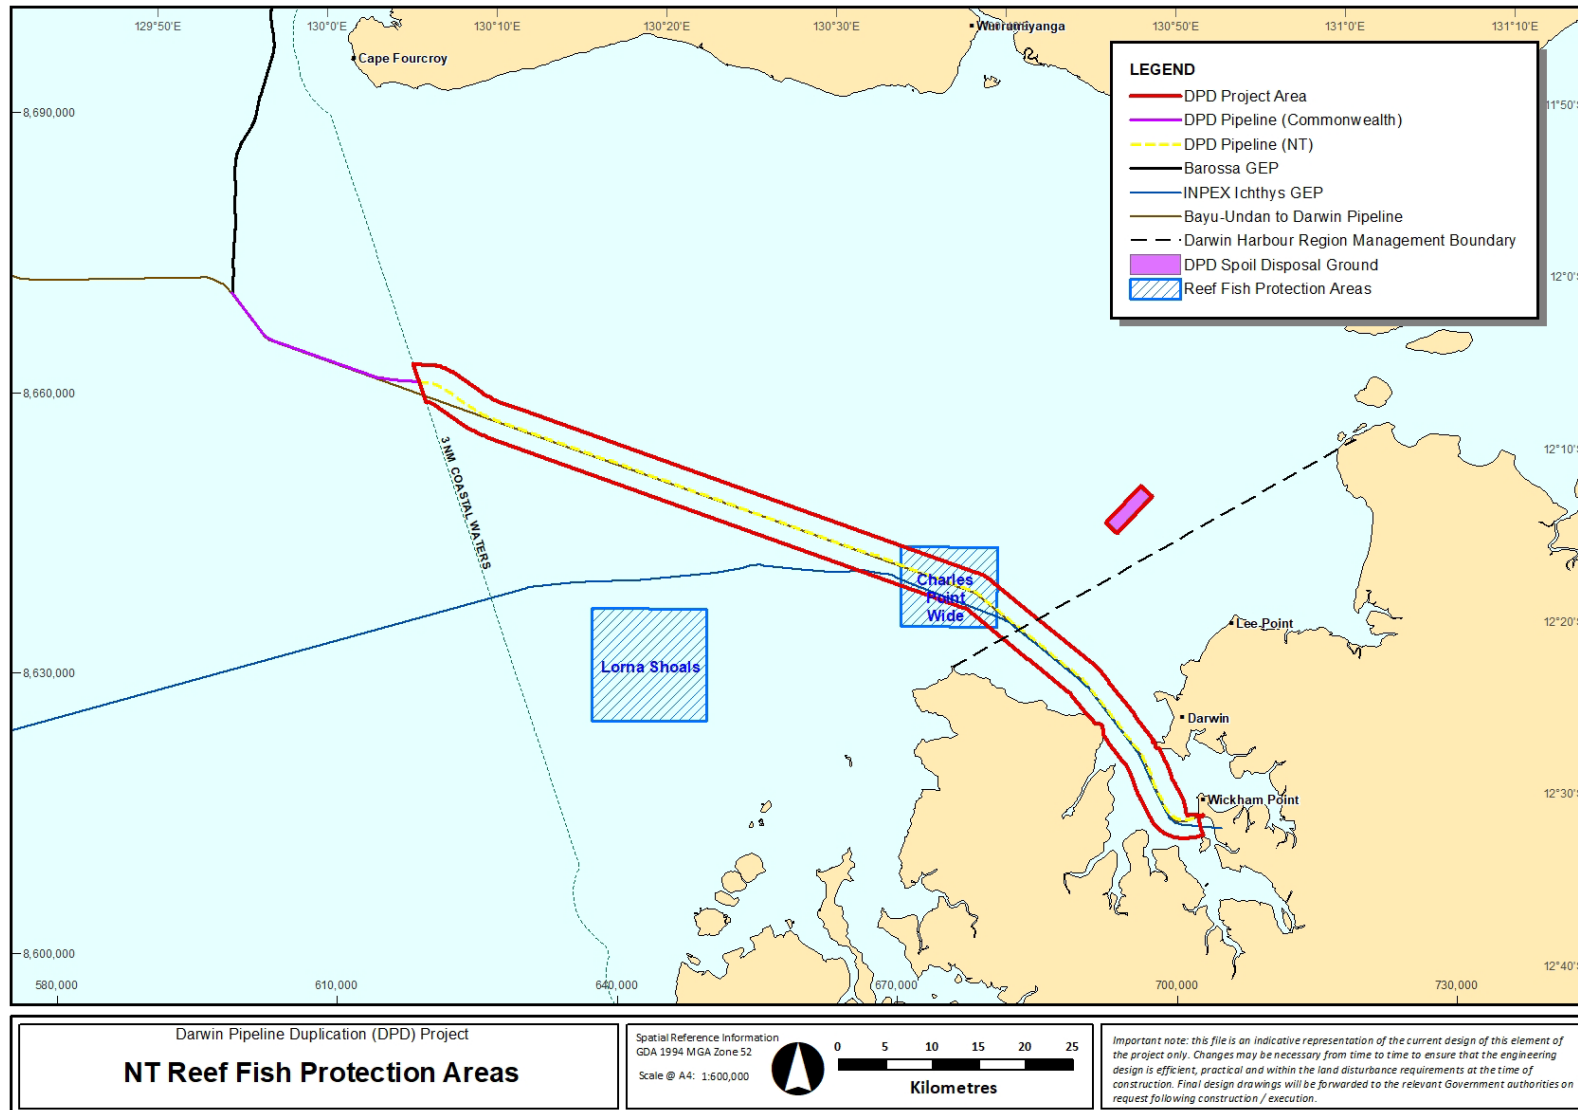 129°50'E
130°0'E
130°10'E
130°20'E
130°30'E
130°50'E
131°0'E
131°10'E
Wurrumiyanga
Cape Fourcroy
LEGEND
DPD Project Area
DPD Pipeline (Commonwealth)
DPD Pipeline (NT)
Barossa GEP
INPEX Ichthys GEP
Bayu-Undan to Darwin Pipeline
Darwin Harbour Region Management Boundary
DPD Spoil Disposal Ground
Reef Fish Protection Areas
8,690,000
11°50'S
12°0'S
8,660,000
3 NM COASTAL WATERS
12°10'S
Charles
Point
Wide
Lee Point
12°20'S
Lorna Shoals
8,630,000
Darwin
Wickham Point
12°30'S
8,600,000
12°40'S
580,000
610,000
640,000
670,000
700,000
730,000
Darwin Pipeline Duplication (DPD) Project
NT Reef Fish Protection Areas
Spatial Reference Information
GDA 1994 MGA Zone 52
Scale @ A4: 1:600,000
0 5 10 15 20 25
Kilometres
Important note: this file is an indicative representation of the current design of this element of
the project only. Changes may be necessary from time to time to ensure that the engineering
design is efficient, practical and within the land disturbance requirements at the time of
construction. Final design drawings will be forwarded to the relevant Government authorities on
request following construction / execution.